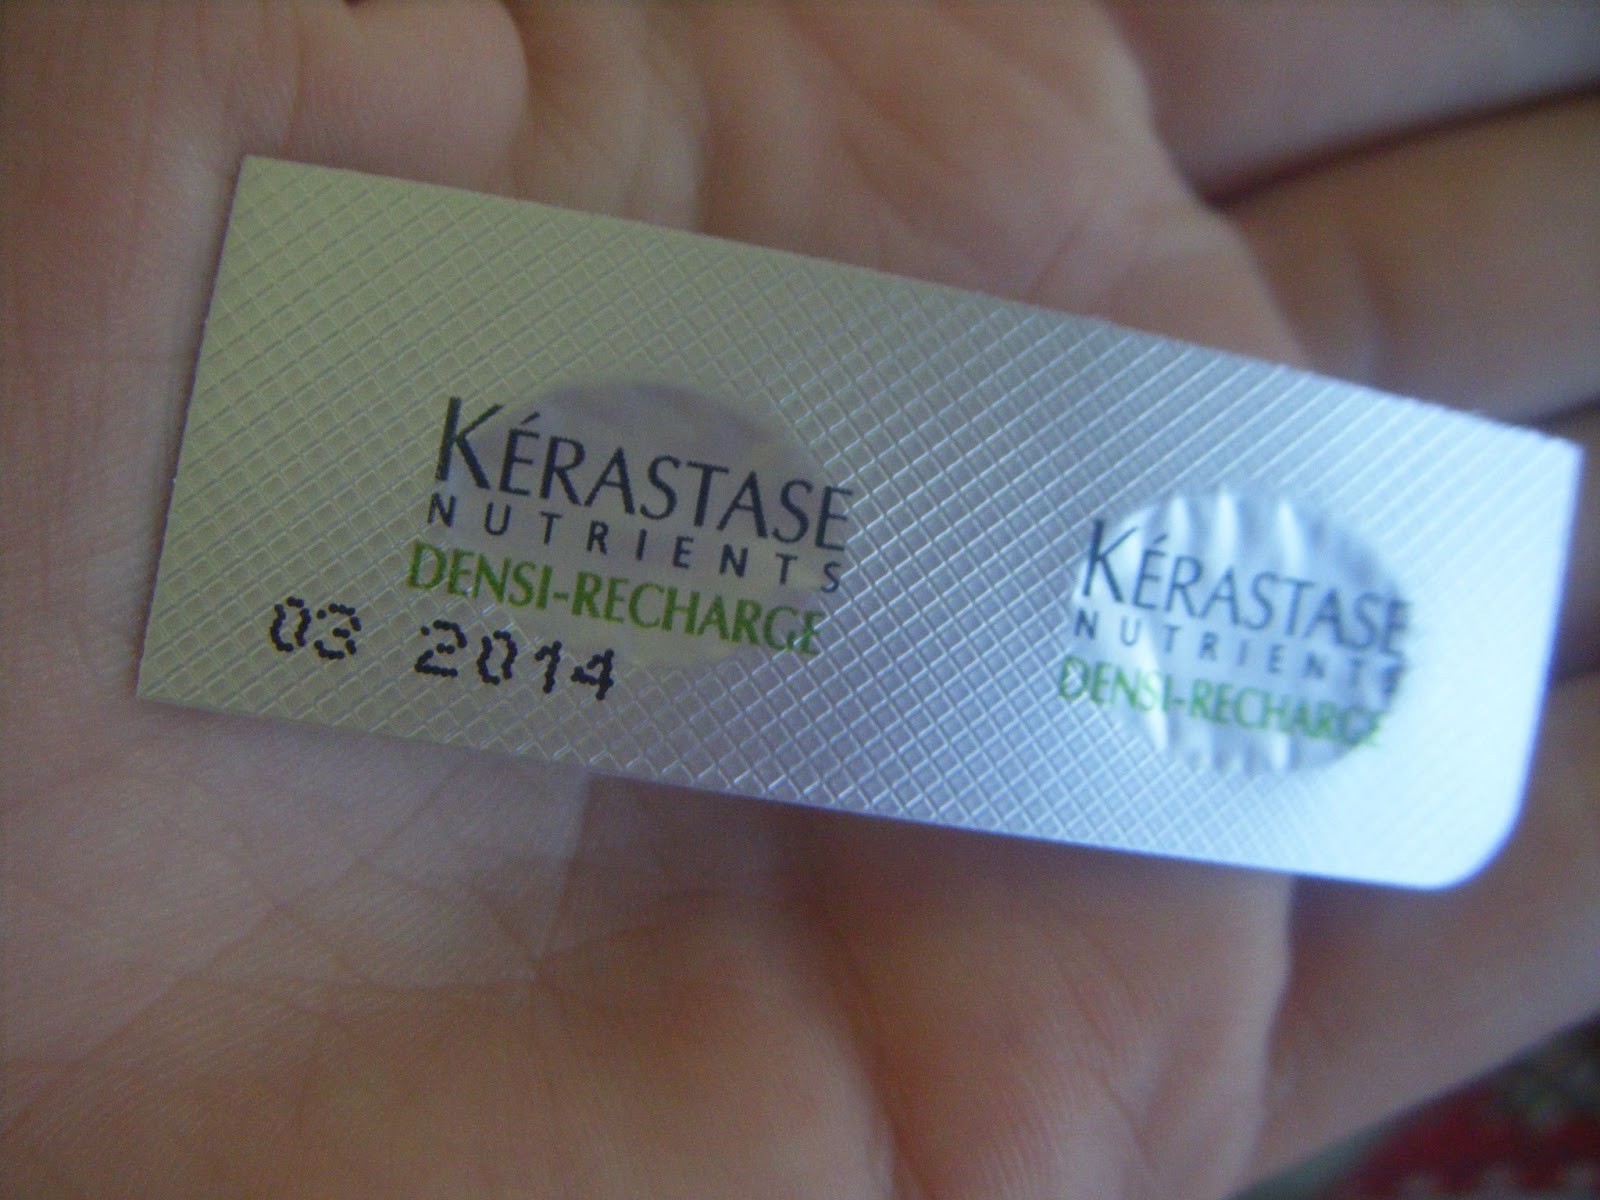 KÉRASTASE
NUTRIENTS
DENSI-RECHARGE
03 2014
KÉRASTASE
NUTRIENTS
DENSI-RECHARGE